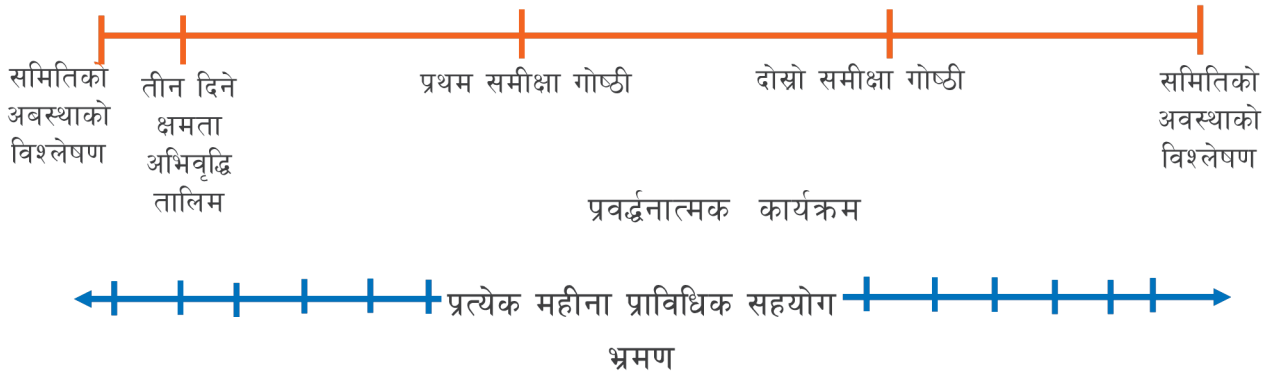 समितिको
अबस्थाको
विश्लेषण
तीन दिने
क्षमता
अभिवृद्धि
तालिम
प्रथम समीक्षा गोष्ठी
दोस्रो समीक्षा गोष्ठी
समितिको
अवस्थाको
विश्लेषण
प्रवर्द्धनात्मक कार्यक्रम
प्रत्येक महीना प्राविधिक सहयोग
भ्रमण